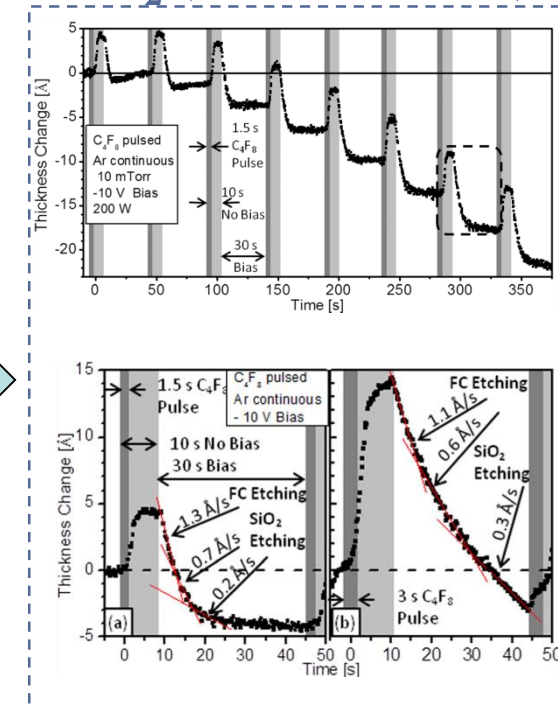 Thickness Change [Å]
5
0
-5
-10
-15
-20
C₄F₈ pulsed
Ar continuous
10 mTorr
-10 V Bias
200 W
1.5 s
C₄F₈
Pulse
10 s
No Bias
30 s
Bias
0 50 100 150 200 250 300 350
Time [s]
Thickness Change [Å]
15
10
5
0
-5
1.5 s C₄F₈
Pulse
C₄F₈ pulsed
Ar continuous
- 10 V Bias
10 s No Bias
30 s Bias
FC Etching
1.3 Å/s
SiO₂
Etching
0.7 Å/s
0.2 Å/s
(a)
0 10 20 30 40 50
FC Etching
1.1 Å/s
0.6 Å/s
SiO₂
Etching
0.3 Å/s
3 s C₄F₈
Pulse
(b)
0 10 20 30 40 50
Time [s]